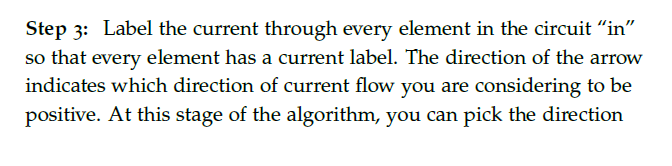 Step 3: Label the current through every element in the circuit “in”
so that every element has a current label. The direction of the arrow
indicates which direction of current flow you are considering to be
positive. At this stage of the algorithm, you can pick the direction